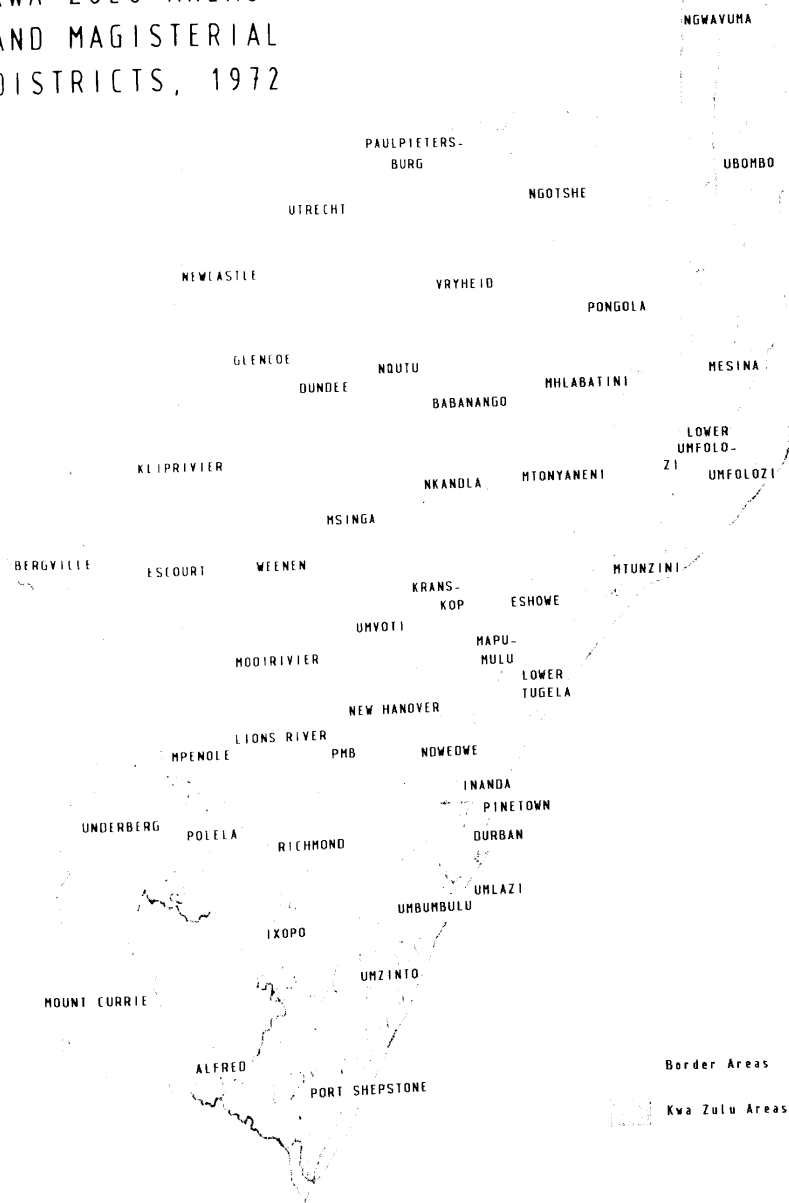 AND MAGISTERIAL
DISTRICTS, 1972
NGWAVUMA
PAULPIETERS-
BURG
UBOMBO
NGOTSHE
UTRECHT
NEWCASTLE
VRYHEID
PONGOLA
GLENCOE
NQUTU
MESINA
DUNDEE
MHLABATINI
BABANANGO
LOWER
UMFOLO-
ZI
UMFOLOZI
KLIPRIVIER
NKANDLA
MTONYANENI
MSINGA
BERGVILLE
ESCOURT
WEENEN
MTUNZINI
KRANS-
KOP
ESHOWE
UMVOTI
MAPU-
MULU
MOOIRIVIER
LOWER
TUGELA
NEW HANOVER
LIONS RIVER
MPENDLE
PMB
NDWEDWE
INANDA
PINETOWN
UNDERBERG
POLELA
RICHMOND
DURBAN
UMLAZI
UMBUMBULU
IXOPO
UMZINTO
MOUNT CURRIE
ALFRED
PORT SHEPSTONE
Border Areas
Kwa Zulu Areas